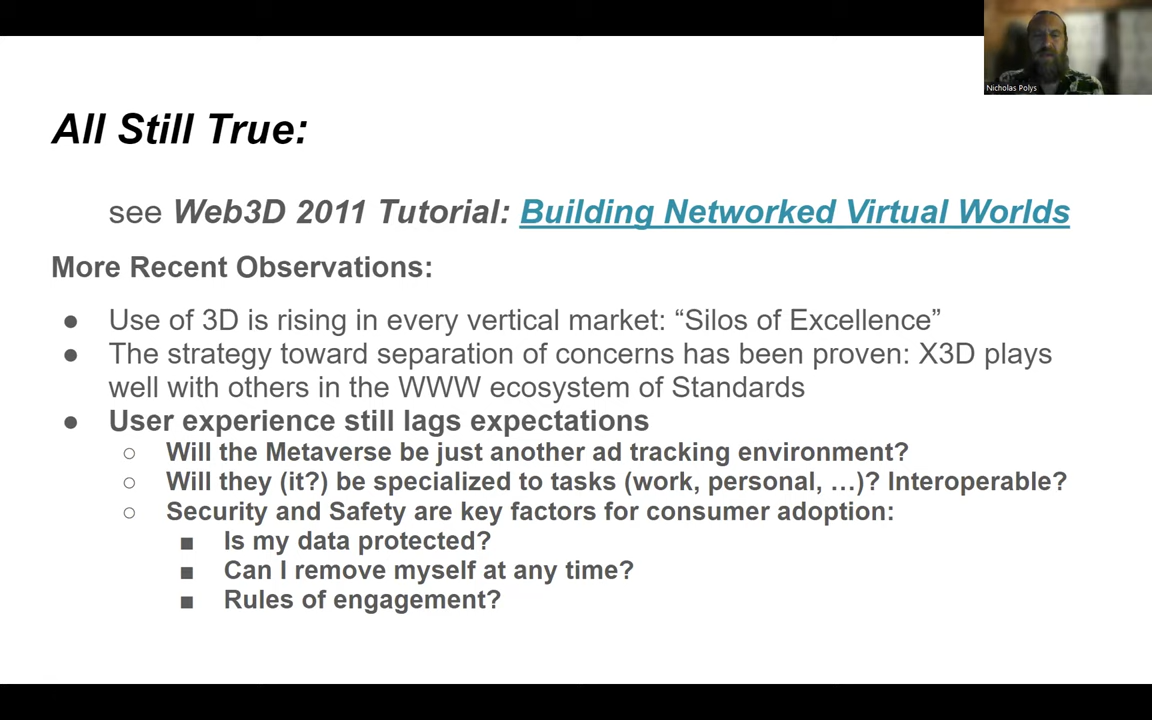 Nicholas Polys
All Still True:
see Web3D 2011 Tutorial: Building Networked Virtual Worlds
More Recent Observations:
● Use of 3D is rising in every vertical market: “Silos of Excellence”
● The strategy toward separation of concerns has been proven: X3D plays
well with others in the WWW ecosystem of Standards
● User experience still lags expectations
○ Will the Metaverse be just another ad tracking environment?
○ Will they (it?) be specialized to tasks (work, personal, …)? Interoperable?
○ Security and Safety are key factors for consumer adoption:
■ Is my data protected?
■ Can I remove myself at any time?
■ Rules of engagement?